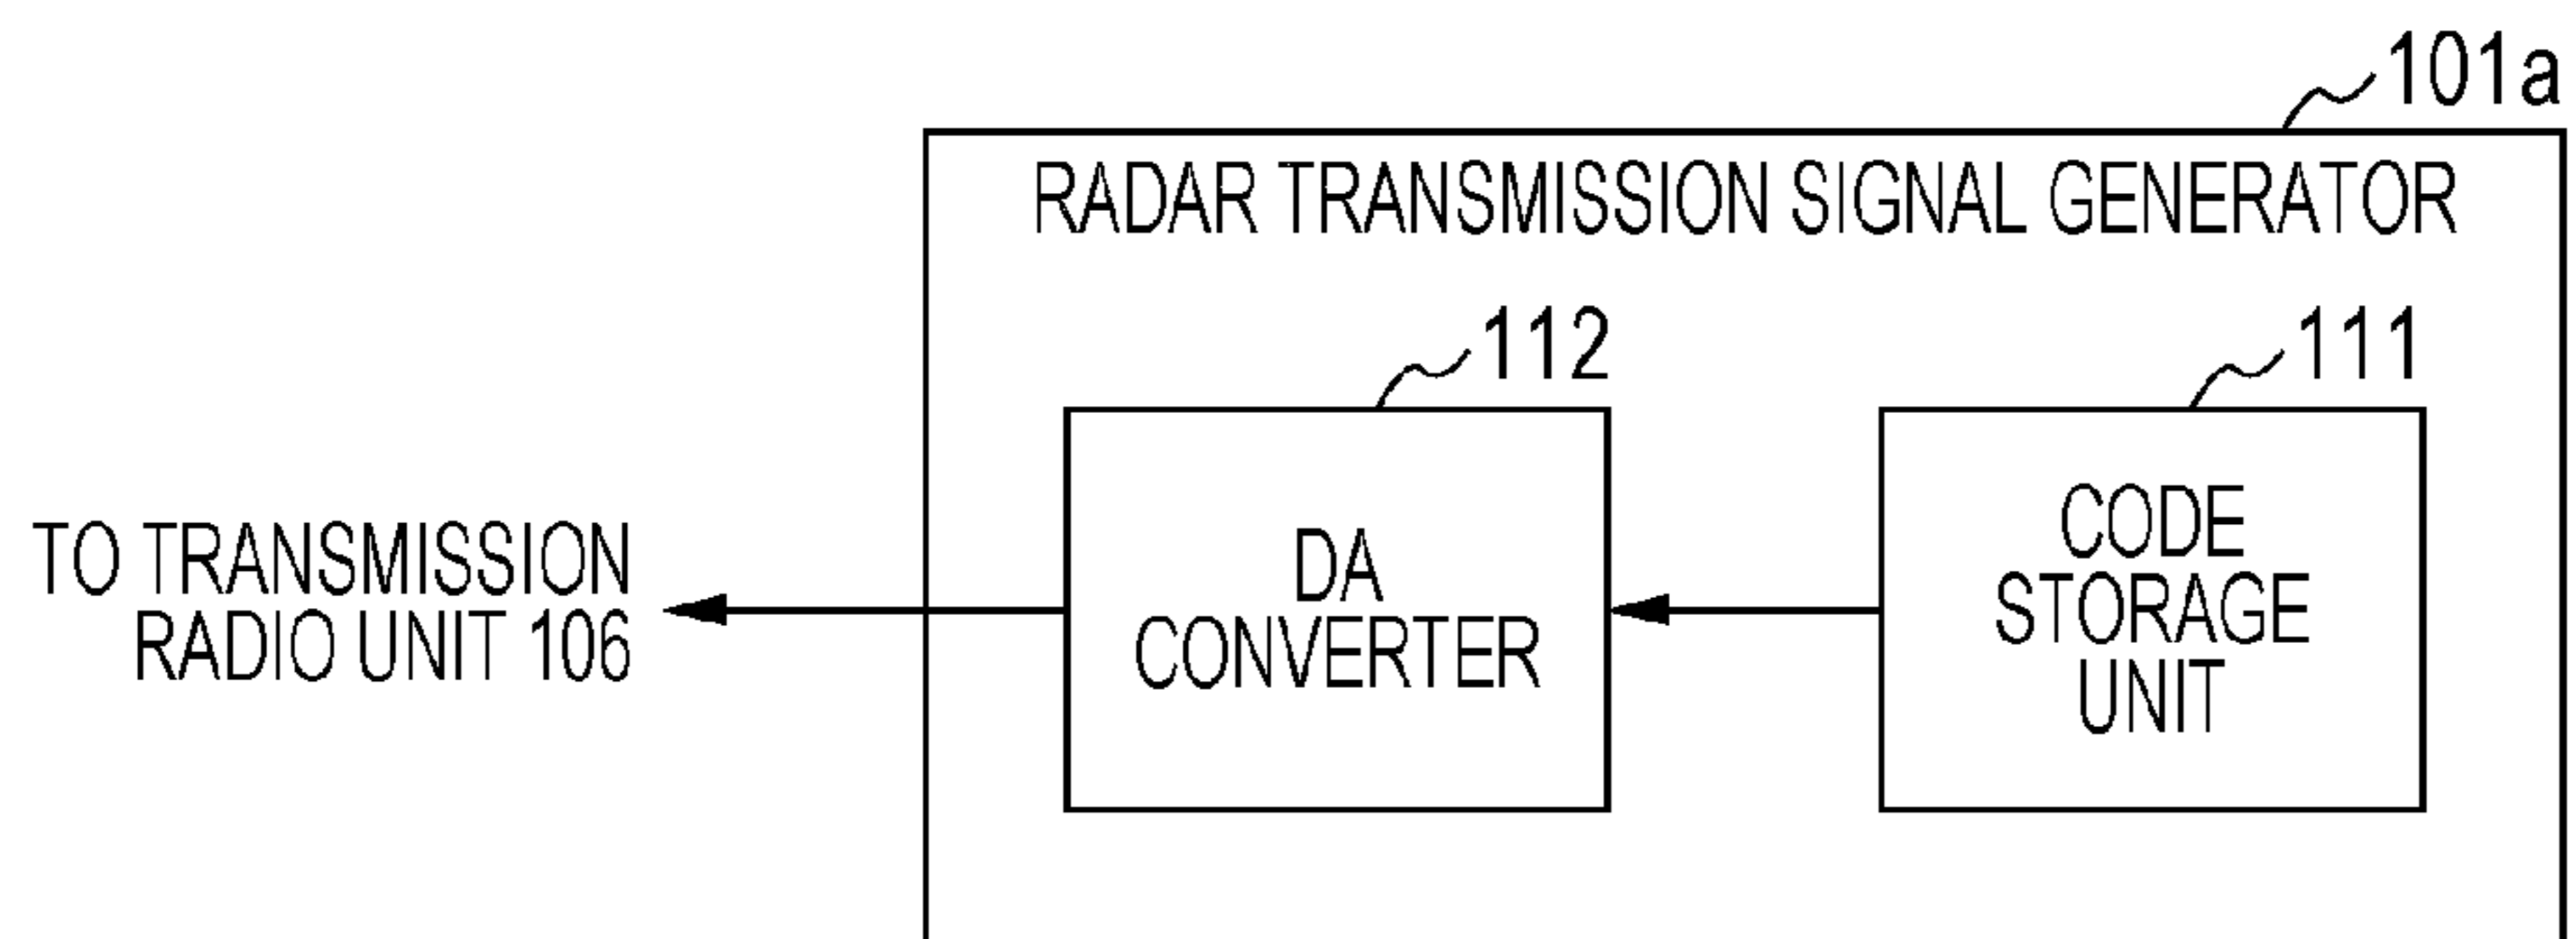 101a
RADAR TRANSMISSION SIGNAL GENERATOR
112
111
TO TRANSMISSION
RADIO UNIT 106
DA
CONVERTER
CODE
STORAGE
UNIT